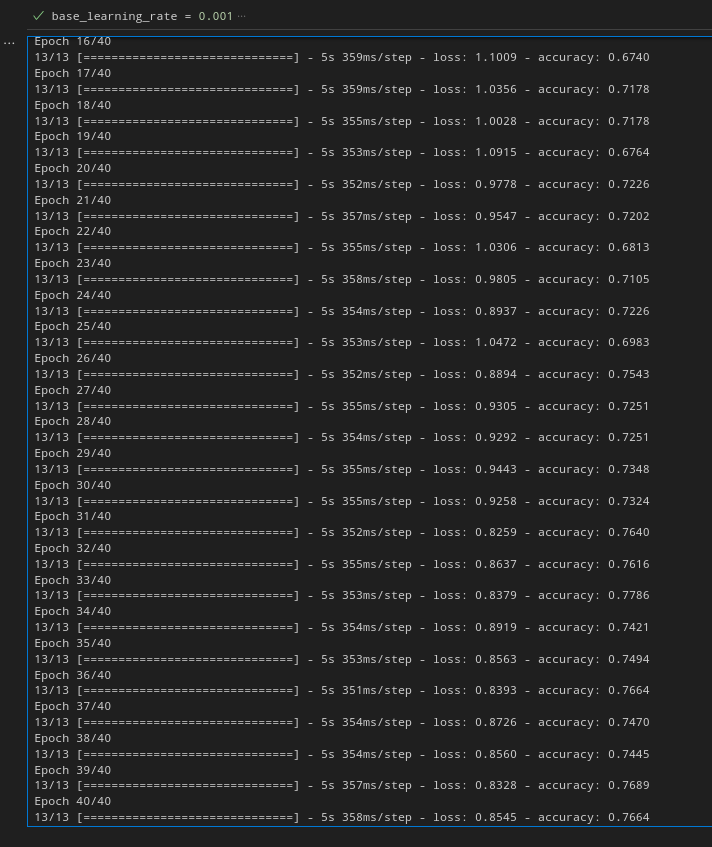 base_learning_rate = 0.001 ...
...
Epoch 16/40
13/13 [==============================] - 5s 359ms/step - loss: 1.1009 - accuracy: 0.6740
Epoch 17/40
13/13 [==============================] - 5s 359ms/step - loss: 1.0356 - accuracy: 0.7178
Epoch 18/40
13/13 [==============================] - 5s 355ms/step - loss: 1.0028 - accuracy: 0.7178
Epoch 19/40
13/13 [==============================] - 5s 353ms/step - loss: 1.0915 - accuracy: 0.6764
Epoch 20/40
13/13 [==============================] - 5s 352ms/step - loss: 0.9778 - accuracy: 0.7226
Epoch 21/40
13/13 [==============================] - 5s 357ms/step - loss: 0.9547 - accuracy: 0.7202
Epoch 22/40
13/13 [==============================] - 5s 355ms/step - loss: 1.0306 - accuracy: 0.6813
Epoch 23/40
13/13 [==============================] - 5s 358ms/step - loss: 0.9805 - accuracy: 0.7105
Epoch 24/40
13/13 [==============================] - 5s 354ms/step - loss: 0.8937 - accuracy: 0.7226
Epoch 25/40
13/13 [==============================] - 5s 353ms/step - loss: 1.0472 - accuracy: 0.6983
Epoch 26/40
13/13 [==============================] - 5s 352ms/step - loss: 0.8894 - accuracy: 0.7543
Epoch 27/40
13/13 [==============================] - 5s 355ms/step - loss: 0.9305 - accuracy: 0.7251
Epoch 28/40
13/13 [==============================] - 5s 354ms/step - loss: 0.9292 - accuracy: 0.7251
Epoch 29/40
13/13 [==============================] - 5s 355ms/step - loss: 0.9443 - accuracy: 0.7348
Epoch 30/40
13/13 [==============================] - 5s 355ms/step - loss: 0.9258 - accuracy: 0.7324
Epoch 31/40
13/13 [==============================] - 5s 352ms/step - loss: 0.8259 - accuracy: 0.7640
Epoch 32/40
13/13 [==============================] - 5s 355ms/step - loss: 0.8637 - accuracy: 0.7616
Epoch 33/40
13/13 [==============================] - 5s 353ms/step - loss: 0.8379 - accuracy: 0.7786
Epoch 34/40
13/13 [==============================] - 5s 354ms/step - loss: 0.8919 - accuracy: 0.7421
Epoch 35/40
13/13 [==============================] - 5s 353ms/step - loss: 0.8563 - accuracy: 0.7494
Epoch 36/40
13/13 [==============================] - 5s 351ms/step - loss: 0.8393 - accuracy: 0.7664
Epoch 37/40
13/13 [==============================] - 5s 354ms/step - loss: 0.8726 - accuracy: 0.7470
Epoch 38/40
13/13 [==============================] - 5s 354ms/step - loss: 0.8560 - accuracy: 0.7445
Epoch 39/40
13/13 [==============================] - 5s 357ms/step - loss: 0.8328 - accuracy: 0.7689
Epoch 40/40
13/13 [==============================] - 5s 358ms/step - loss: 0.8545 - accuracy: 0.7664